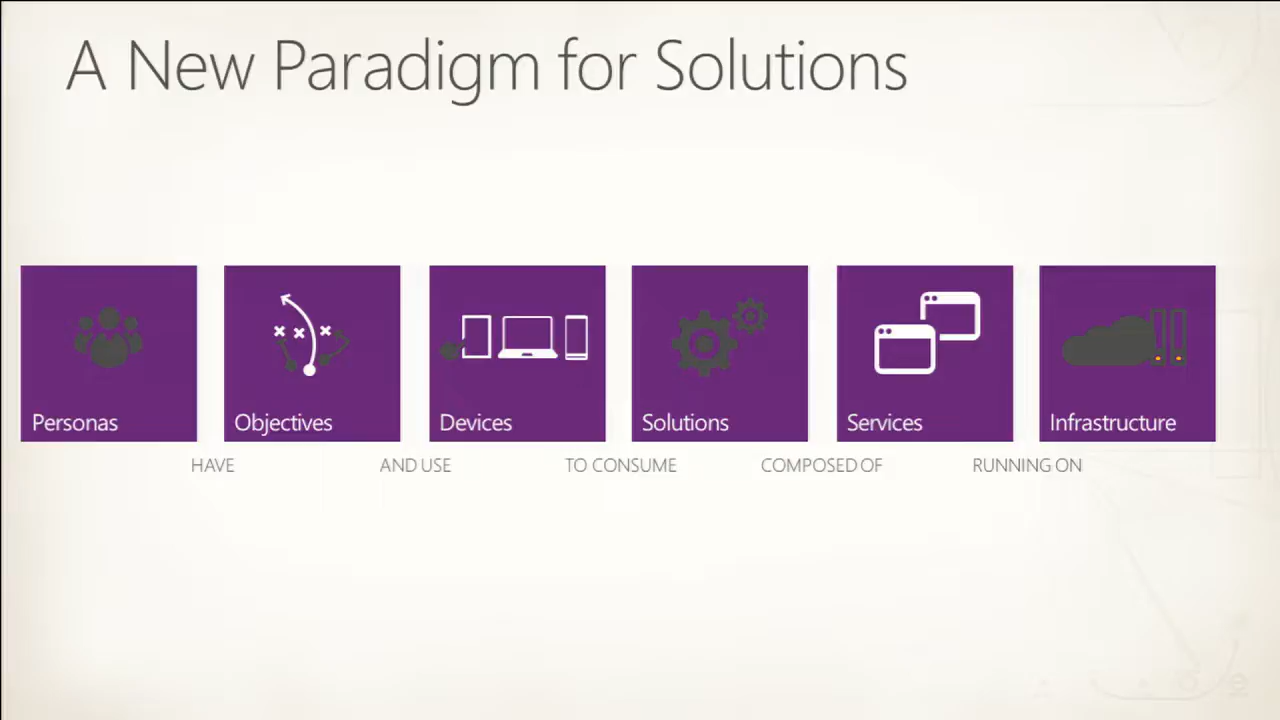 A New Paradigm for Solutions
Personas
Objectives
Devices
Solutions
Services
Infrastructure
HAVE
AND USE
TO CONSUME
COMPOSED OF
RUNNING ON